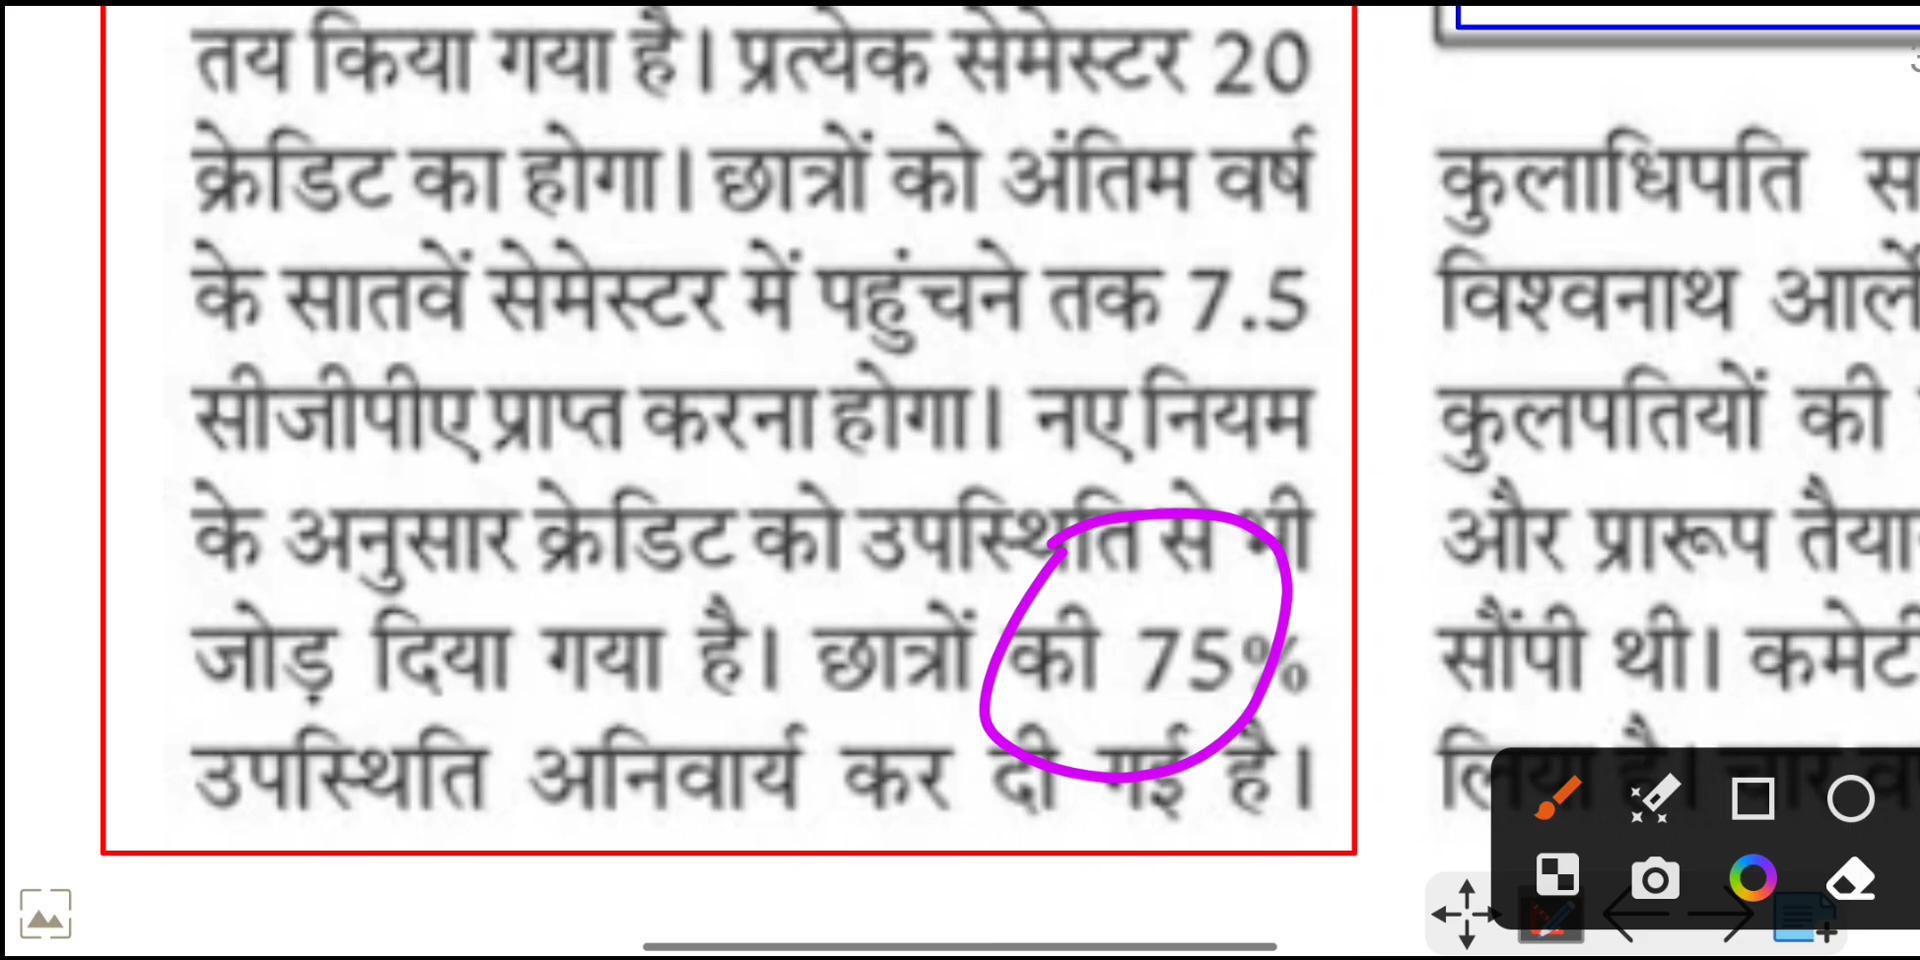 तय किया गया है। प्रत्येक सेमेस्टर 20
क्रेडिट का होगा। छात्रों को अंतिम वर्ष
के सातवें सेमेस्टर में पहुंचने तक 7.5
सीजीपीए प्राप्त करना होगा। नए नियम
के अनुसार क्रेडिट को उपस्थिति से भी
जोड़ दिया गया है। छात्रों की 75%
उपस्थिति अनिवार्य कर दी गई है।
कुलाधिपति
विश्वनाथ
कुलपतियों की
और प्रारूप
सौंपी थी।
लिया है।